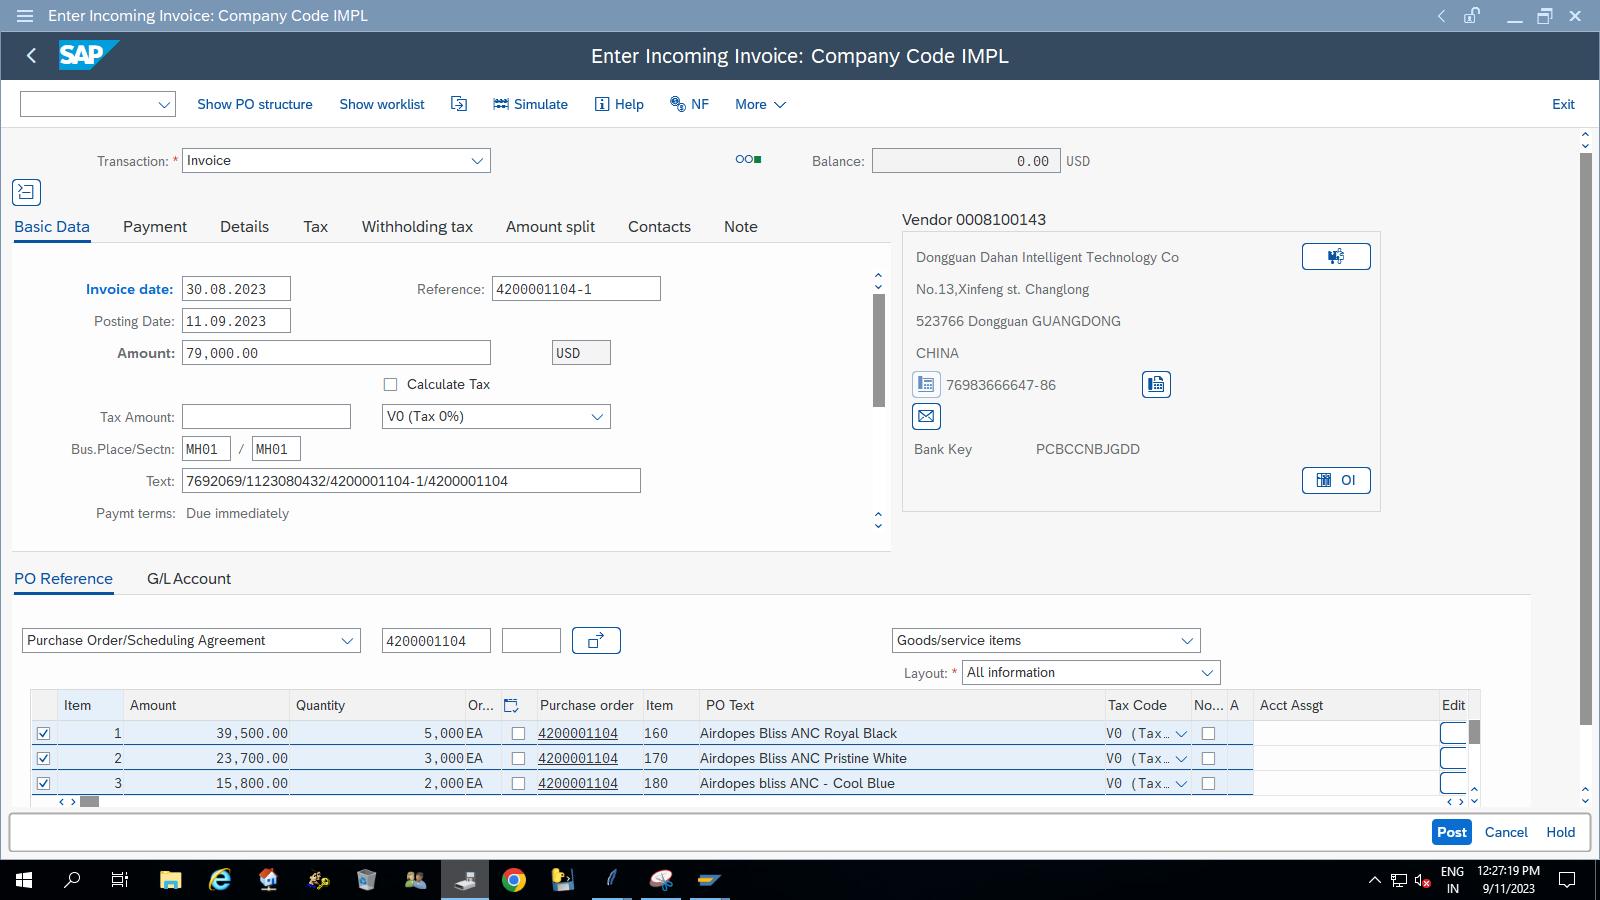 Enter Incoming Invoice: Company Code IMPL
SAP
Enter Incoming Invoice: Company Code IMPL
Show PO structure
Show worklist
Simulate
Help
NF
More
Exit
Transaction: * Invoice
Balance: 0.00 USD
Basic Data
Payment
Details
Tax
Withholding tax
Amount split
Contacts
Note
Invoice date: 30.08.2023
Reference: 4200001104-1
Posting Date: 11.09.2023
Amount: 79,000.00 USD
Calculate Tax
Tax Amount: V0 (Tax 0%)
Bus.Place/Sectn: MH01 / MH01
Text: 7692069/1123080432/4200001104-1/4200001104
Paymt terms: Due immediately
Vendor 0008100143
Dongguan Dahan Intelligent Technology Co
No.13,Xinfeng st. Changlong
523766 Dongguan GUANGDONG
CHINA
76983666647-86
Bank Key PCBCCNBJGDD
OI
PO Reference
G/L Account
Purchase Order/Scheduling Agreement
4200001104
Goods/service items
Layout: * All information
Item Amount Quantity Or... Purchase order Item PO Text Tax Code No... A Acct Assgt Edit
1 39,500.00 5,000 EA 4200001104 160 Airdopes Bliss ANC Royal Black V0 (Tax...
2 23,700.00 3,000 EA 4200001104 170 Airdopes Bliss ANC Pristine White V0 (Tax...
3 15,800.00 2,000 EA 4200001104 180 Airdopes bliss ANC - Cool Blue V0 (Tax...
Post
Cancel
Hold
ENG
IN
12:27:19 PM
9/11/2023